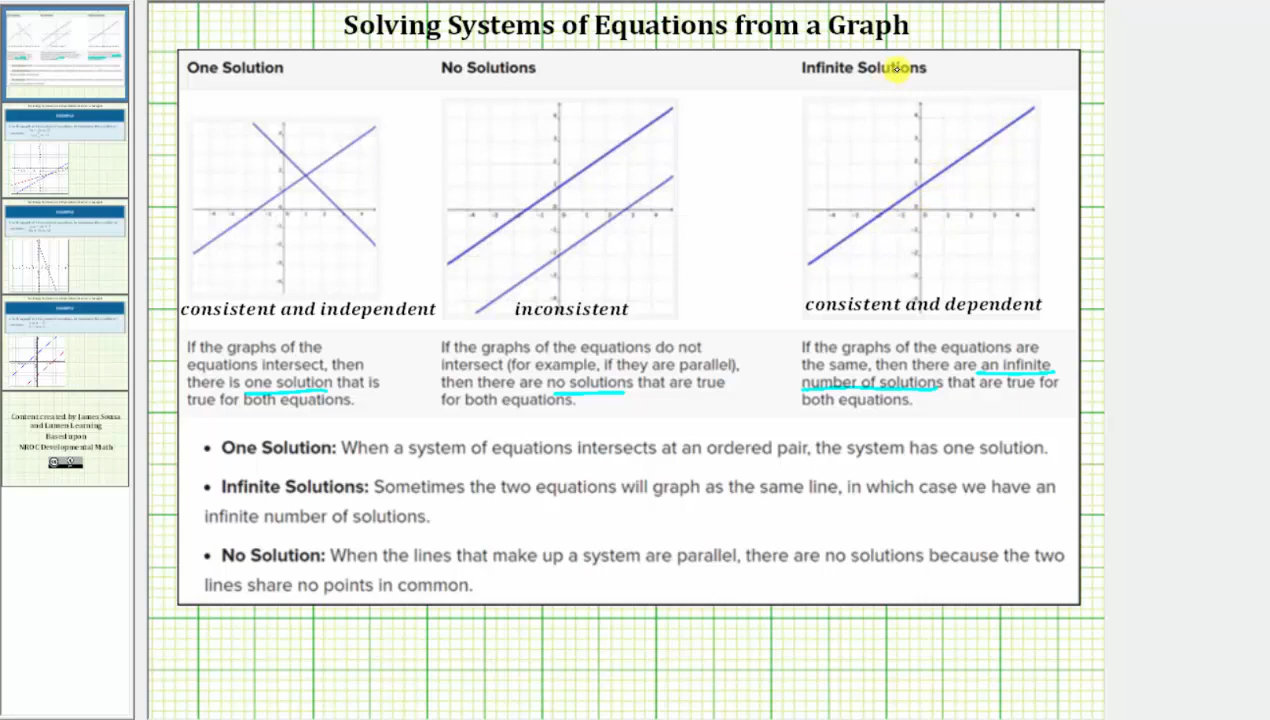 Solving Systems of Equations from a Graph
One Solution
No Solutions
Infinite Solutions
consistent and independent
inconsistent
consistent and dependent
If the graphs of the
equations intersect, then
there is one solution that is
true for both equations.
If the graphs of the equations do not
intersect (for example, if they are parallel),
then there are no solutions that are true
for both equations.
If the graphs of the equations are
the same, then there are an infinite
number of solutions that are true for
both equations.
• One Solution: When a system of equations intersects at an ordered pair, the system has one solution.
• Infinite Solutions: Sometimes the two equations will graph as the same line, in which case we have an
infinite number of solutions.
• No Solution: When the lines that make up a system are parallel, there are no solutions because the two
lines share no points in common.
EXAMPLE
EXAMPLE
EXAMPLE
Content created by James Sousa
and Lumen Learning
Based upon
NROC Developmental Math